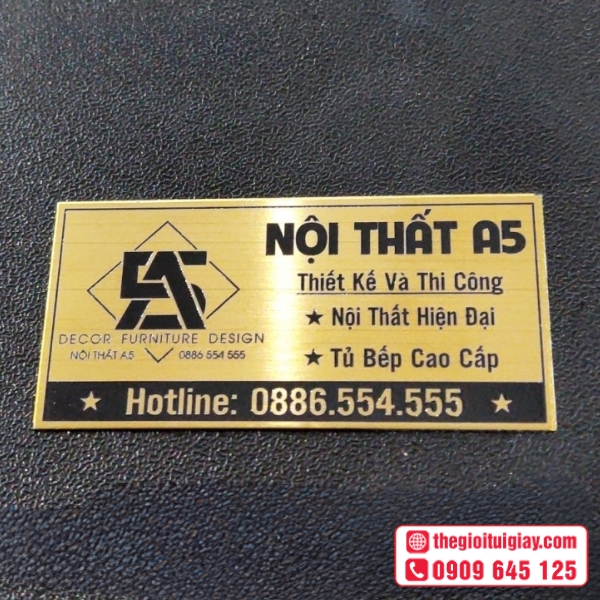 A5
DECOR FURNITURE DESIGN
NỘI THẤT A5 0886 554 555
NỘI THẤT A5
Thiết Kế Và Thi Công
★ Nội Thất Hiện Đại
★ Tủ Bếp Cao Cấp
★ Hotline: 0886.554.555 ★
thegioituigiay.com
0909 645 125